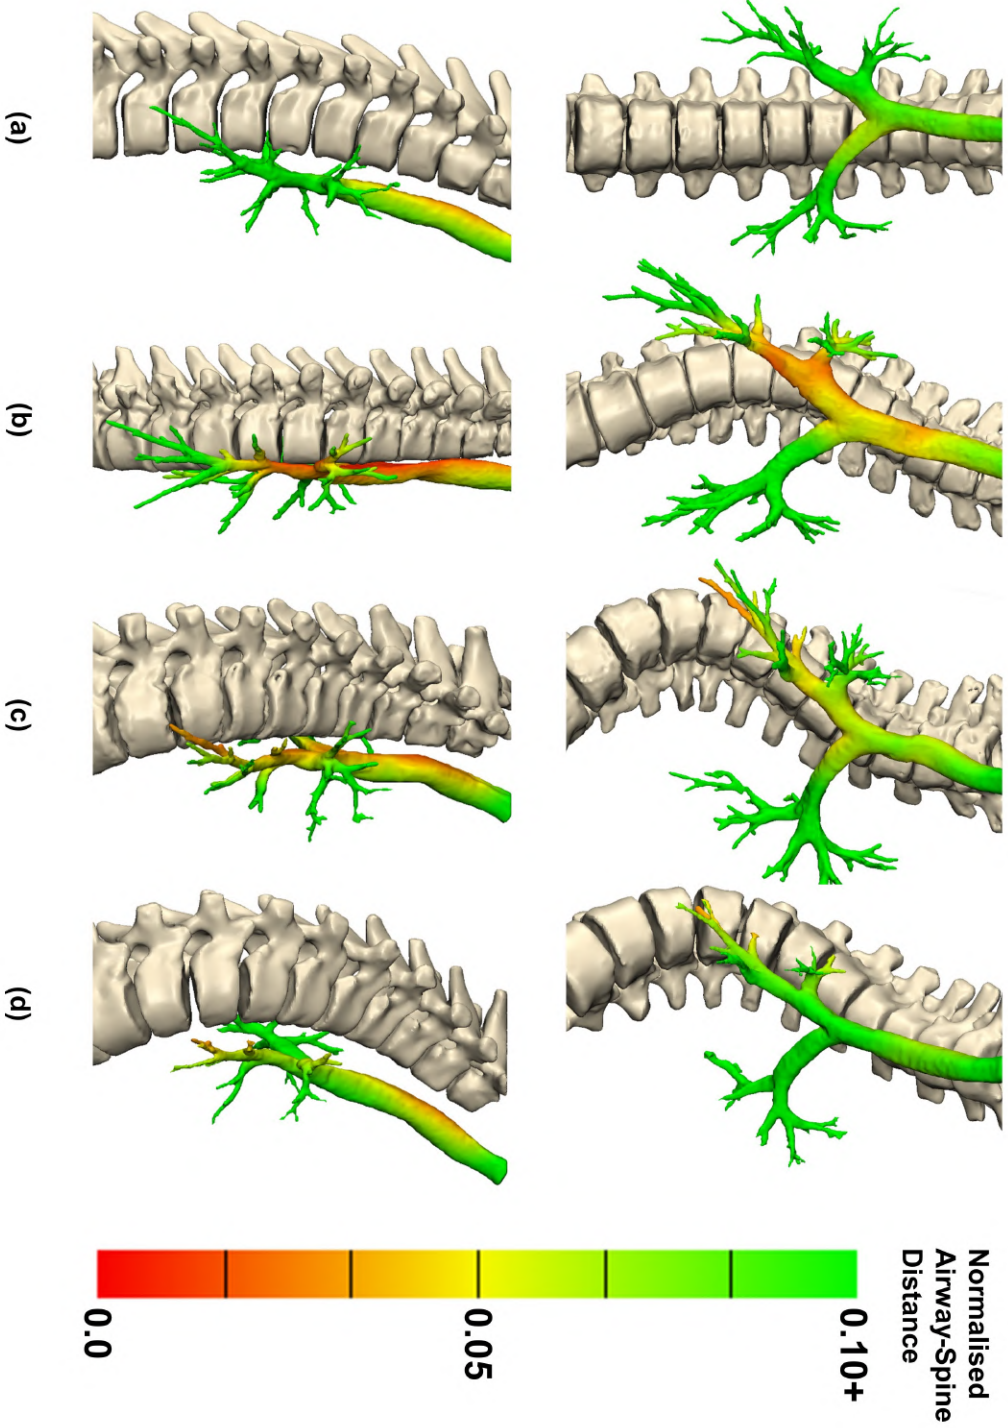 (a)
(b)
(c)
(d)
Normalised
Airway-Spine
Distance
0.10+
0.05
0.0